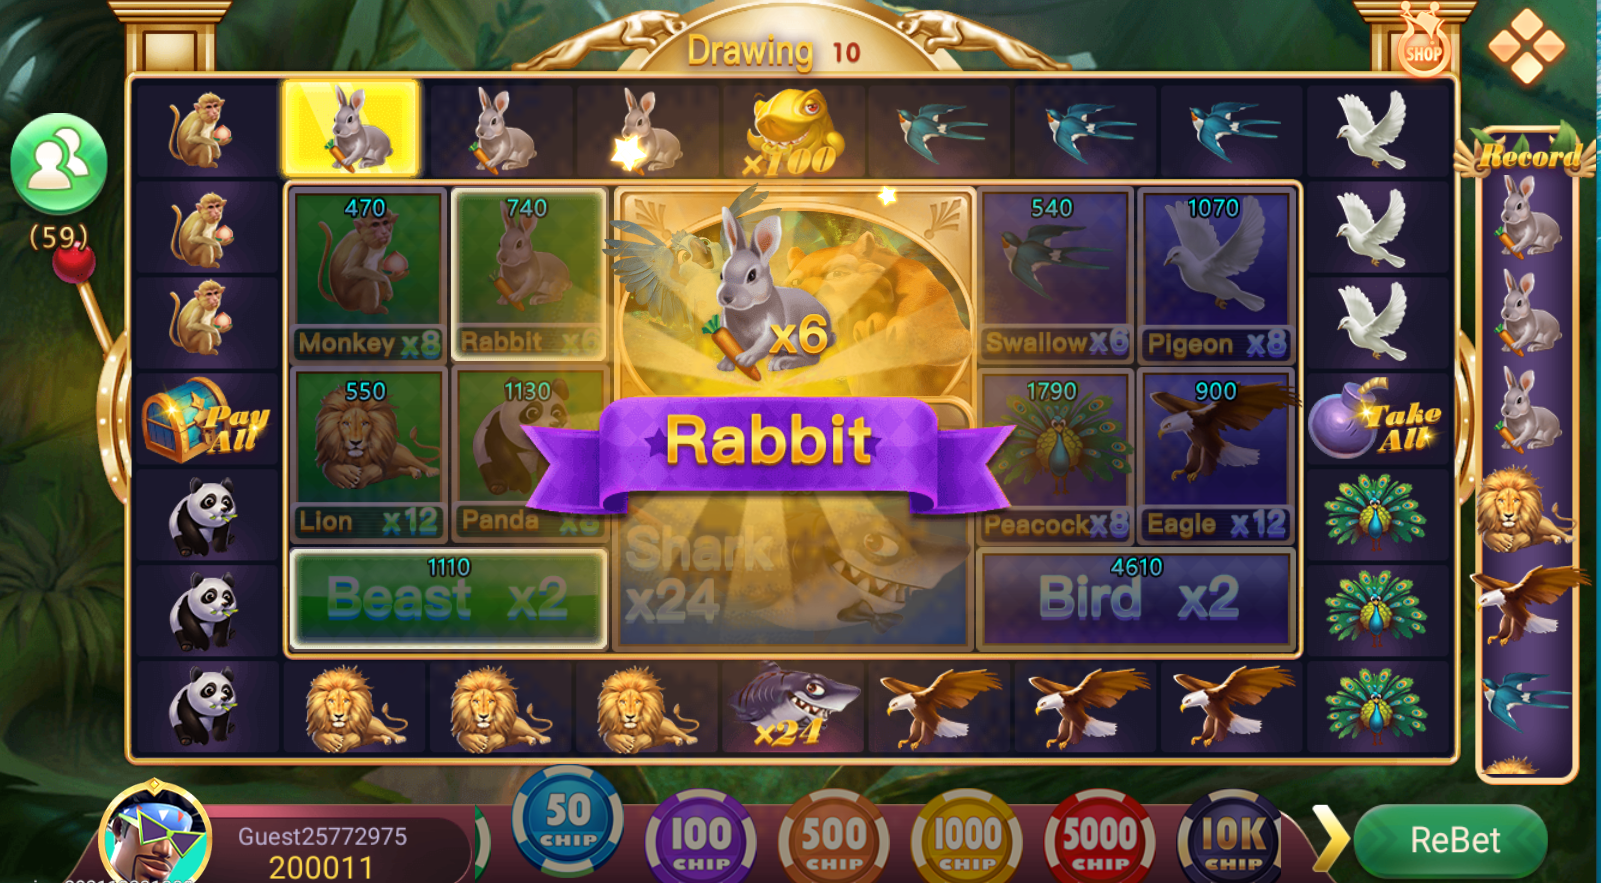 Drawing 10
SHOP
(59)
×100
Record
470
740
540
1070
Monkey x8
Rabbit x6
x6
Swallow x6
Pigeon x8
550
1130
1790
900
Pay
All
Take
All
Rabbit
Lion x12
Panda x8
Peacock x8
Eagle x12
1110
4610
Beast x2
Shark
x24
Bird x2
×24
50
CHIP
100
CHIP
500
CHIP
1000
CHIP
5000
CHIP
10K
CHIP
ReBet
Guest25772975
200011